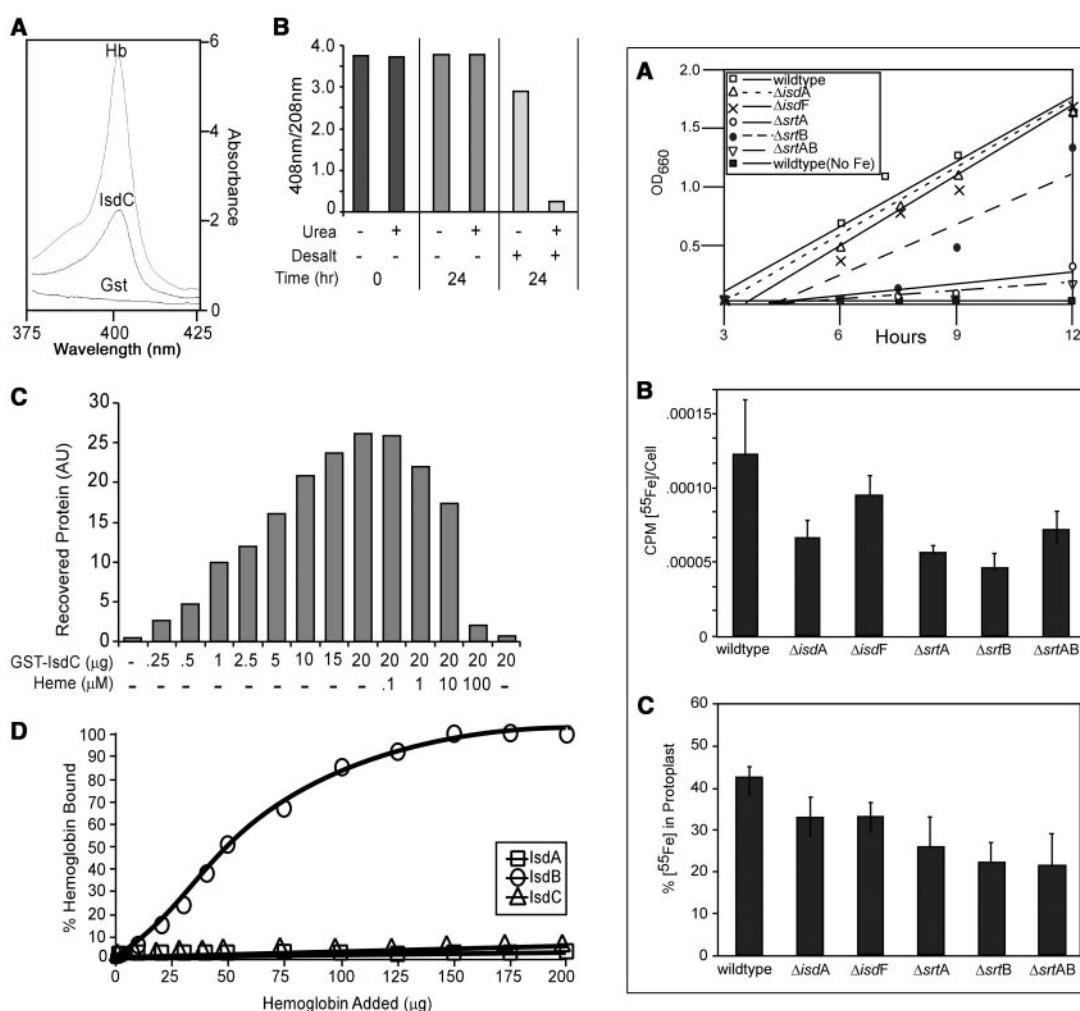 A
Hb
IsdC
Gst
6
4
2
0
Absorbance
375 400 425
Wavelength (nm)
B
408nm/208nm
4.0
3.0
2.0
1.0
0
Urea - + - + - +
Desalt - - - - + +
Time (hr) 0 24 24
C
Recovered Protein (AU)
30
25
20
15
10
5
0
GST-IsdC (μg) - .25 .5 1 2.5 5 10 15 20 20 20 20 20 20
Heme (μM) - - - - - - - - - .1 1 10 100 -
D
% Hemoglobin Bound
100
90
80
70
60
50
40
30
20
10
0
IsdA
IsdB
IsdC
0 25 50 75 100 125 150 175 200
Hemoglobin Added (μg)
A
OD660
2.0
1.5
1.0
0.5
wildtype
ΔisdA
ΔisdF
ΔsrtA
ΔsrtB
ΔsrtAB
wildtype(No Fe)
3 6 Hours 9 12
B
CPM [55Fe]/Cell
.00015
.00010
.00005
0
wildtype ΔisdA ΔisdF ΔsrtA ΔsrtB ΔsrtAB
C
% [55Fe] in Protoplast
60
50
40
30
20
10
0
wildtype ΔisdA ΔisdF ΔsrtA ΔsrtB ΔsrtAB